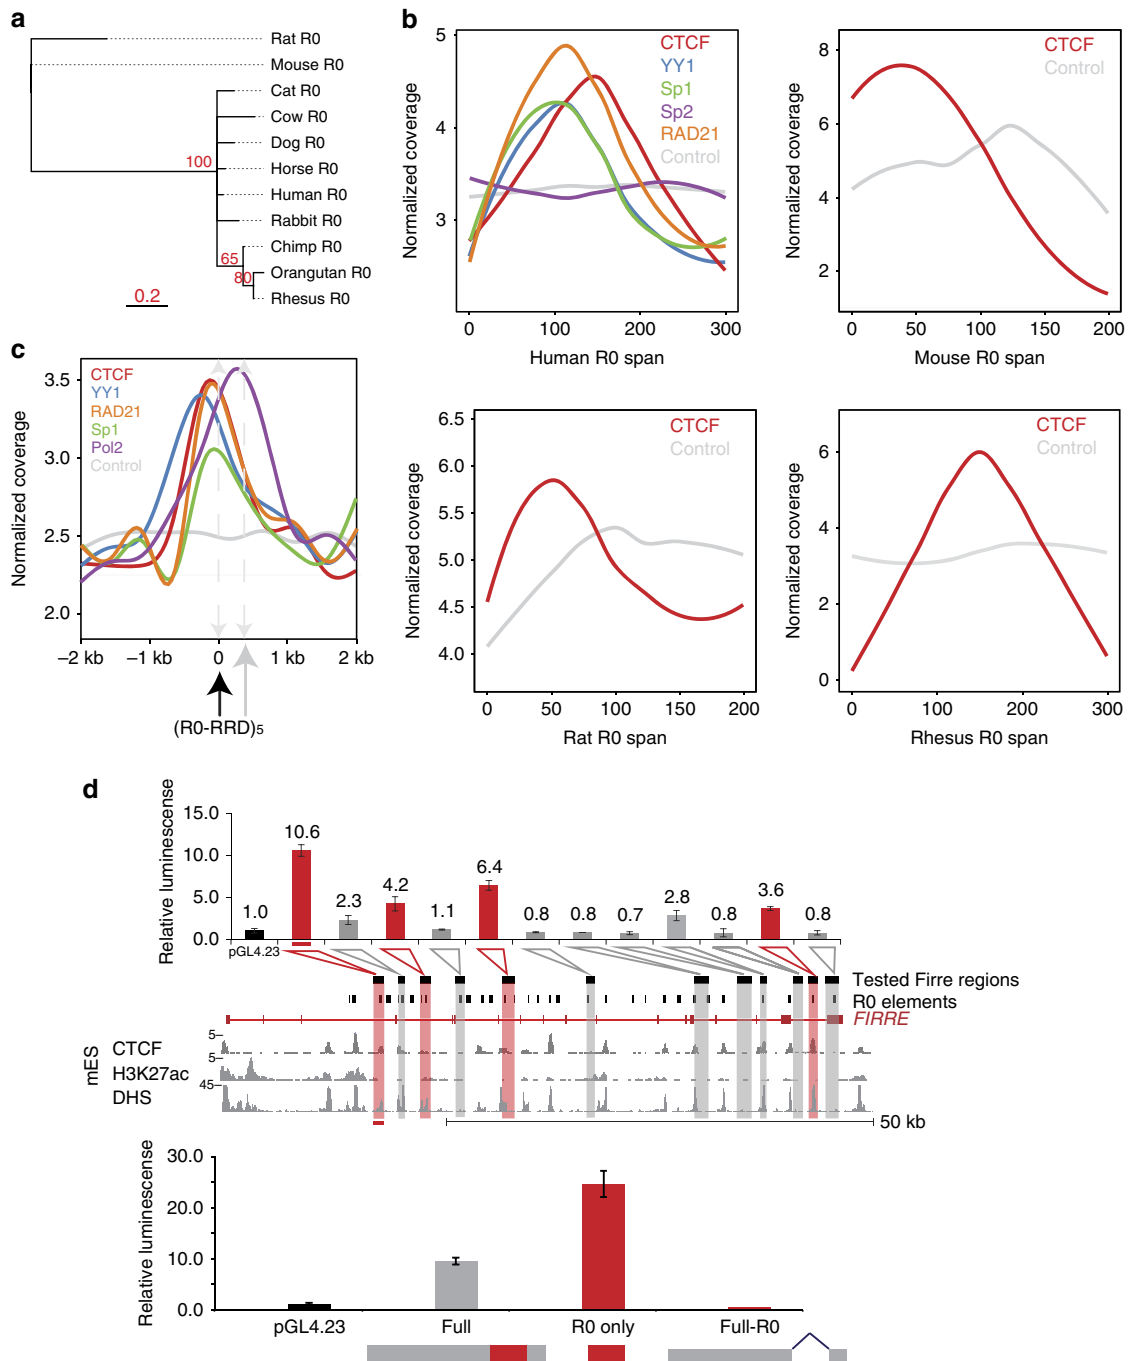 a
Rat R0
Mouse R0
Cat R0
Cow R0
Dog R0
100
Horse R0
Human R0
Rabbit R0
Chimp R0
65
Orangutan R0
80
Rhesus R0
0.2
b
Normalized coverage
5
4
3
CTCF
YY1
Sp1
Sp2
RAD21
Control
0 100 200 300
Human R0 span
Normalized coverage
8
6
4
2
CTCF
Control
0 50 100 150 200
Mouse R0 span
c
Normalized coverage
3.5
3.0
2.5
2.0
CTCF
YY1
RAD21
Sp1
Pol2
Control
–2 kb –1 kb 0 1 kb 2 kb
(R0-RRD)5
Normalized coverage
6.5
6.0
5.5
5.0
4.5
4.0
CTCF
Control
0 50 100 150 200
Rat R0 span
Normalized coverage
6
4
2
0
CTCF
Control
0 100 200 300
Rhesus R0 span
d
Relative luminescense
15.0
10.0
5.0
0.0
1.0 10.6 2.3 4.2 1.1 6.4 0.8 0.8 0.7 2.8 0.8 3.6 0.8
pGL4.23
Tested Firre regions
R0 elements
FIRRE
mES
5
CTCF
5
H3K27ac
45
DHS
50 kb
Relative luminescense
30.0
20.0
10.0
0.0
pGL4.23 Full R0 only Full-R0